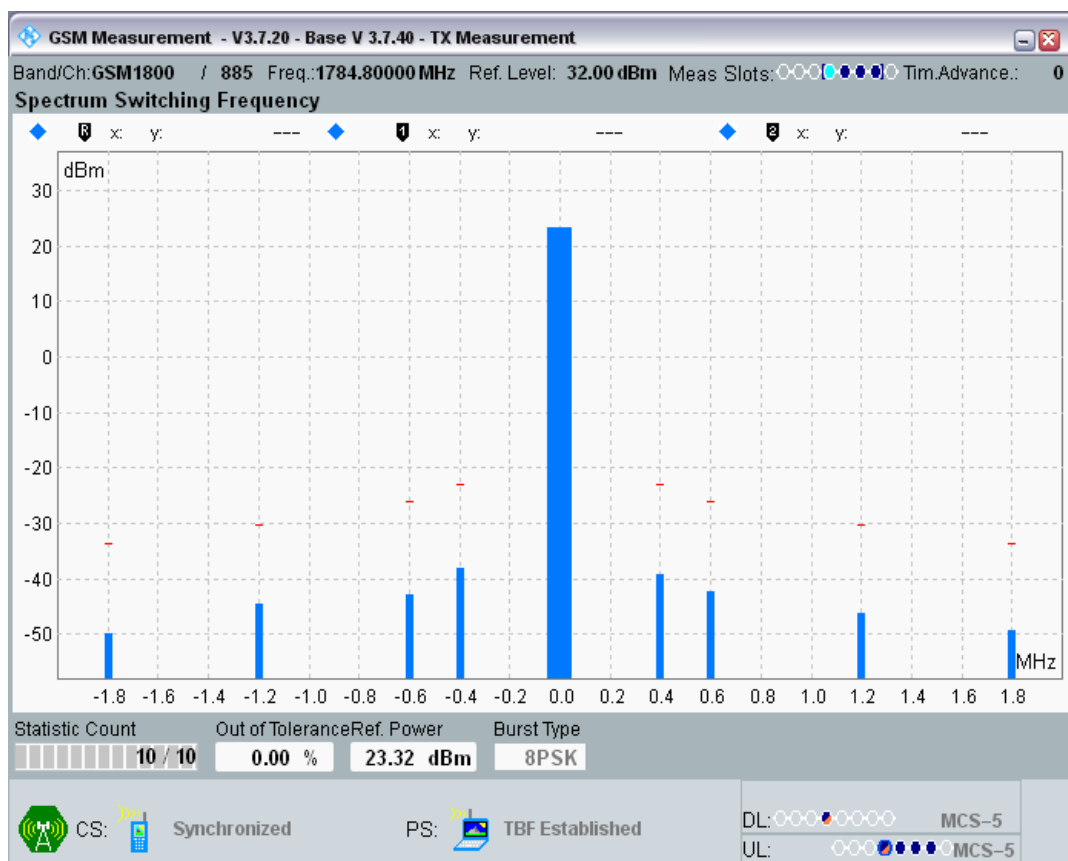 GSM Measurement - V3.7.20 - Base V 3.7.40 - TX Measurement
Band/Ch:GSM1800 / 885 Freq.:1784.80000 MHz Ref. Level: 32.00 dBm Meas Slots: Tim.Advance.: 0
Spectrum Switching Frequency
R x: y: --- 1 x: y: --- 2 x: y: ---
dBm
30
20
10
0
-10
-20
-30
-40
-50
MHz
-1.8 -1.6 -1.4 -1.2 -1.0 -0.8 -0.6 -0.4 -0.2 0.0 0.2 0.4 0.6 0.8 1.0 1.2 1.4 1.6 1.8
Statistic Count Out of Tolerance Ref. Power Burst Type
10 / 10 0.00 % 23.32 dBm 8PSK
CS: Synchronized PS: TBF Established
DL: MCS-5
UL: MCS-5